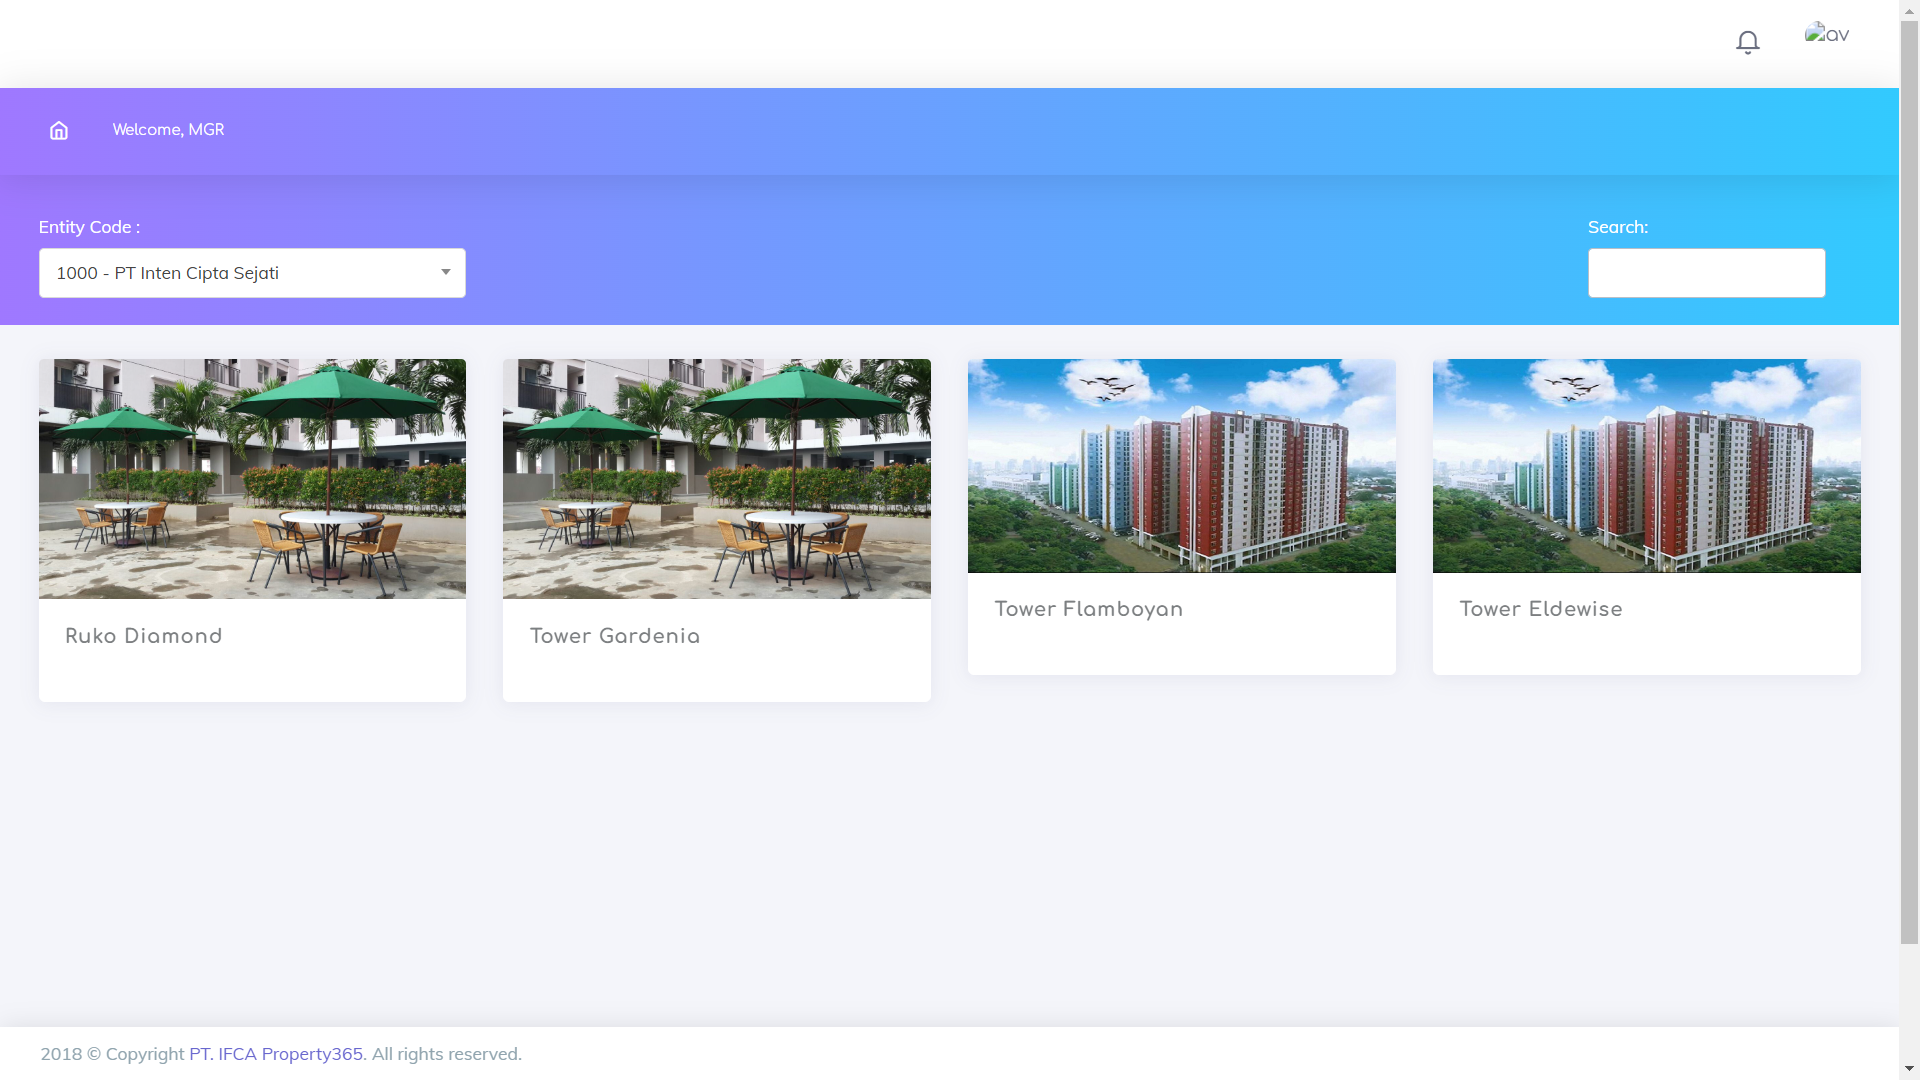 av
Welcome, MGR
Entity Code :
Search:
1000 - PT Inten Cipta Sejati
Ruko Diamond
Tower Gardenia
Tower Flamboyan
Tower Eldewise
2018 © Copyright PT. IFCA Property365. All rights reserved.